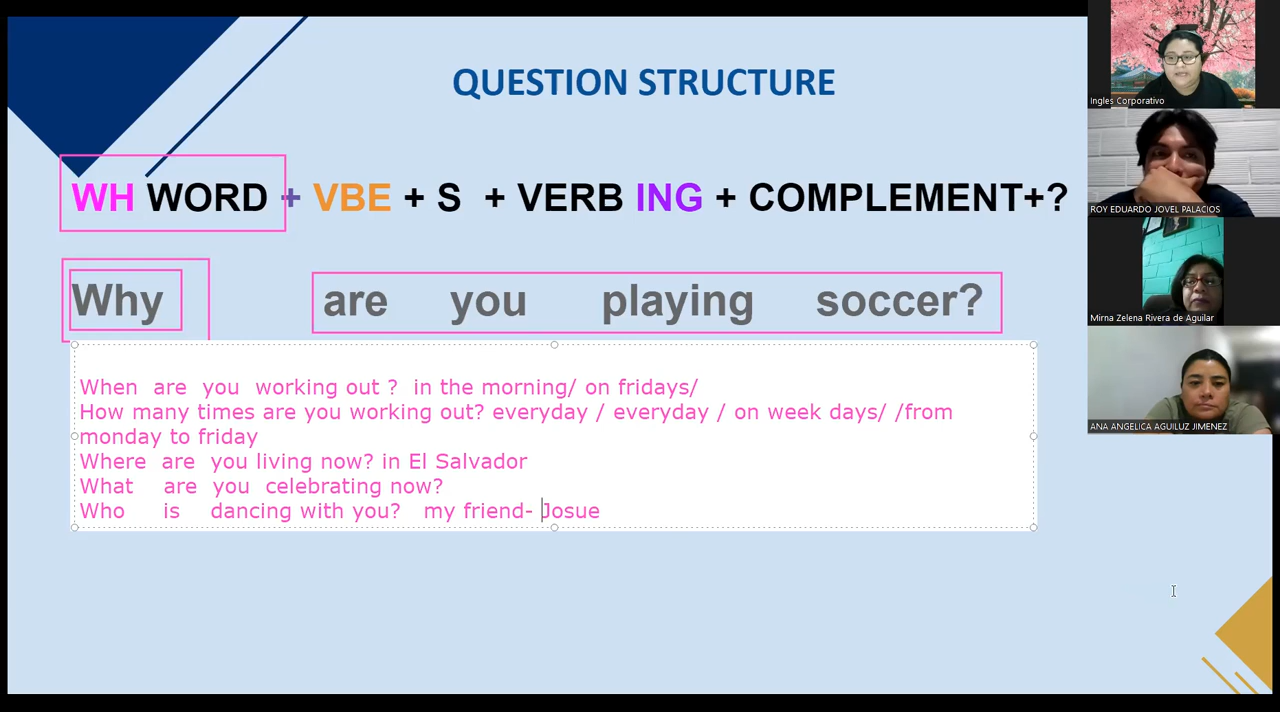 QUESTION STRUCTURE
WH WORD + VBE + S + VERB ING + COMPLEMENT+?
Why are you playing soccer?
When are you working out ? in the morning/ on fridays/
How many times are you working out? everyday / everyday / on week days/ /from
monday to friday
Where are you living now? in El Salvador
What are you celebrating now?
Who is dancing with you? my friend- Josue
Ingles Corporativo
ROY EDUARDO JOVEL PALACIOS
Mirna Zelena Rivera de Aguilar
ANA ANGELICA AGUILUZ JIMENEZ